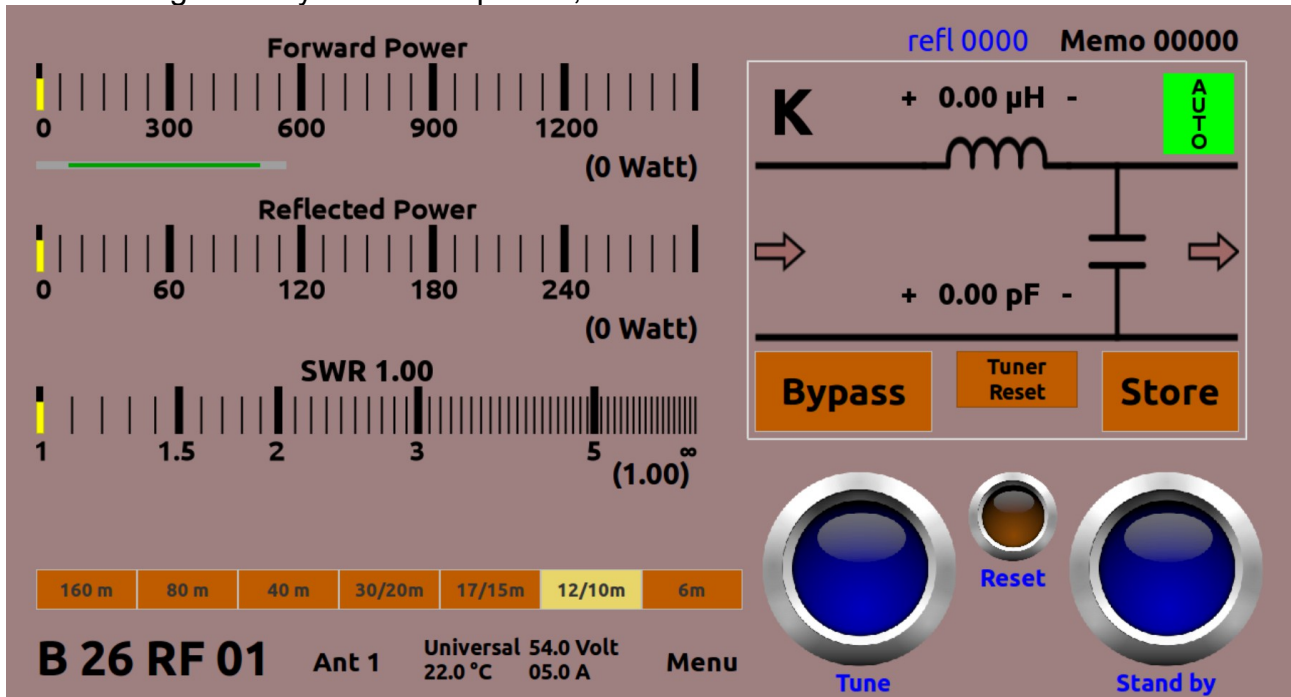 Forward Power
0 300 600 900 1200
(0 Watt)
Reflected Power
0 60 120 180 240
(0 Watt)
SWR 1.00
1 1.5 2 3 5 ∞
(1.00)
160 m 80 m 40 m 30/20m 17/15m 12/10m 6m
B 26 RF 01 Ant 1
Universal 54.0 Volt
22.0 °C 05.0 A
Menu
refl 0000 Memo 00000
K + 0.00 µH -
AUTO
+ 0.00 pF -
Bypass
Tuner
Reset
Store
Reset
Tune
Stand by